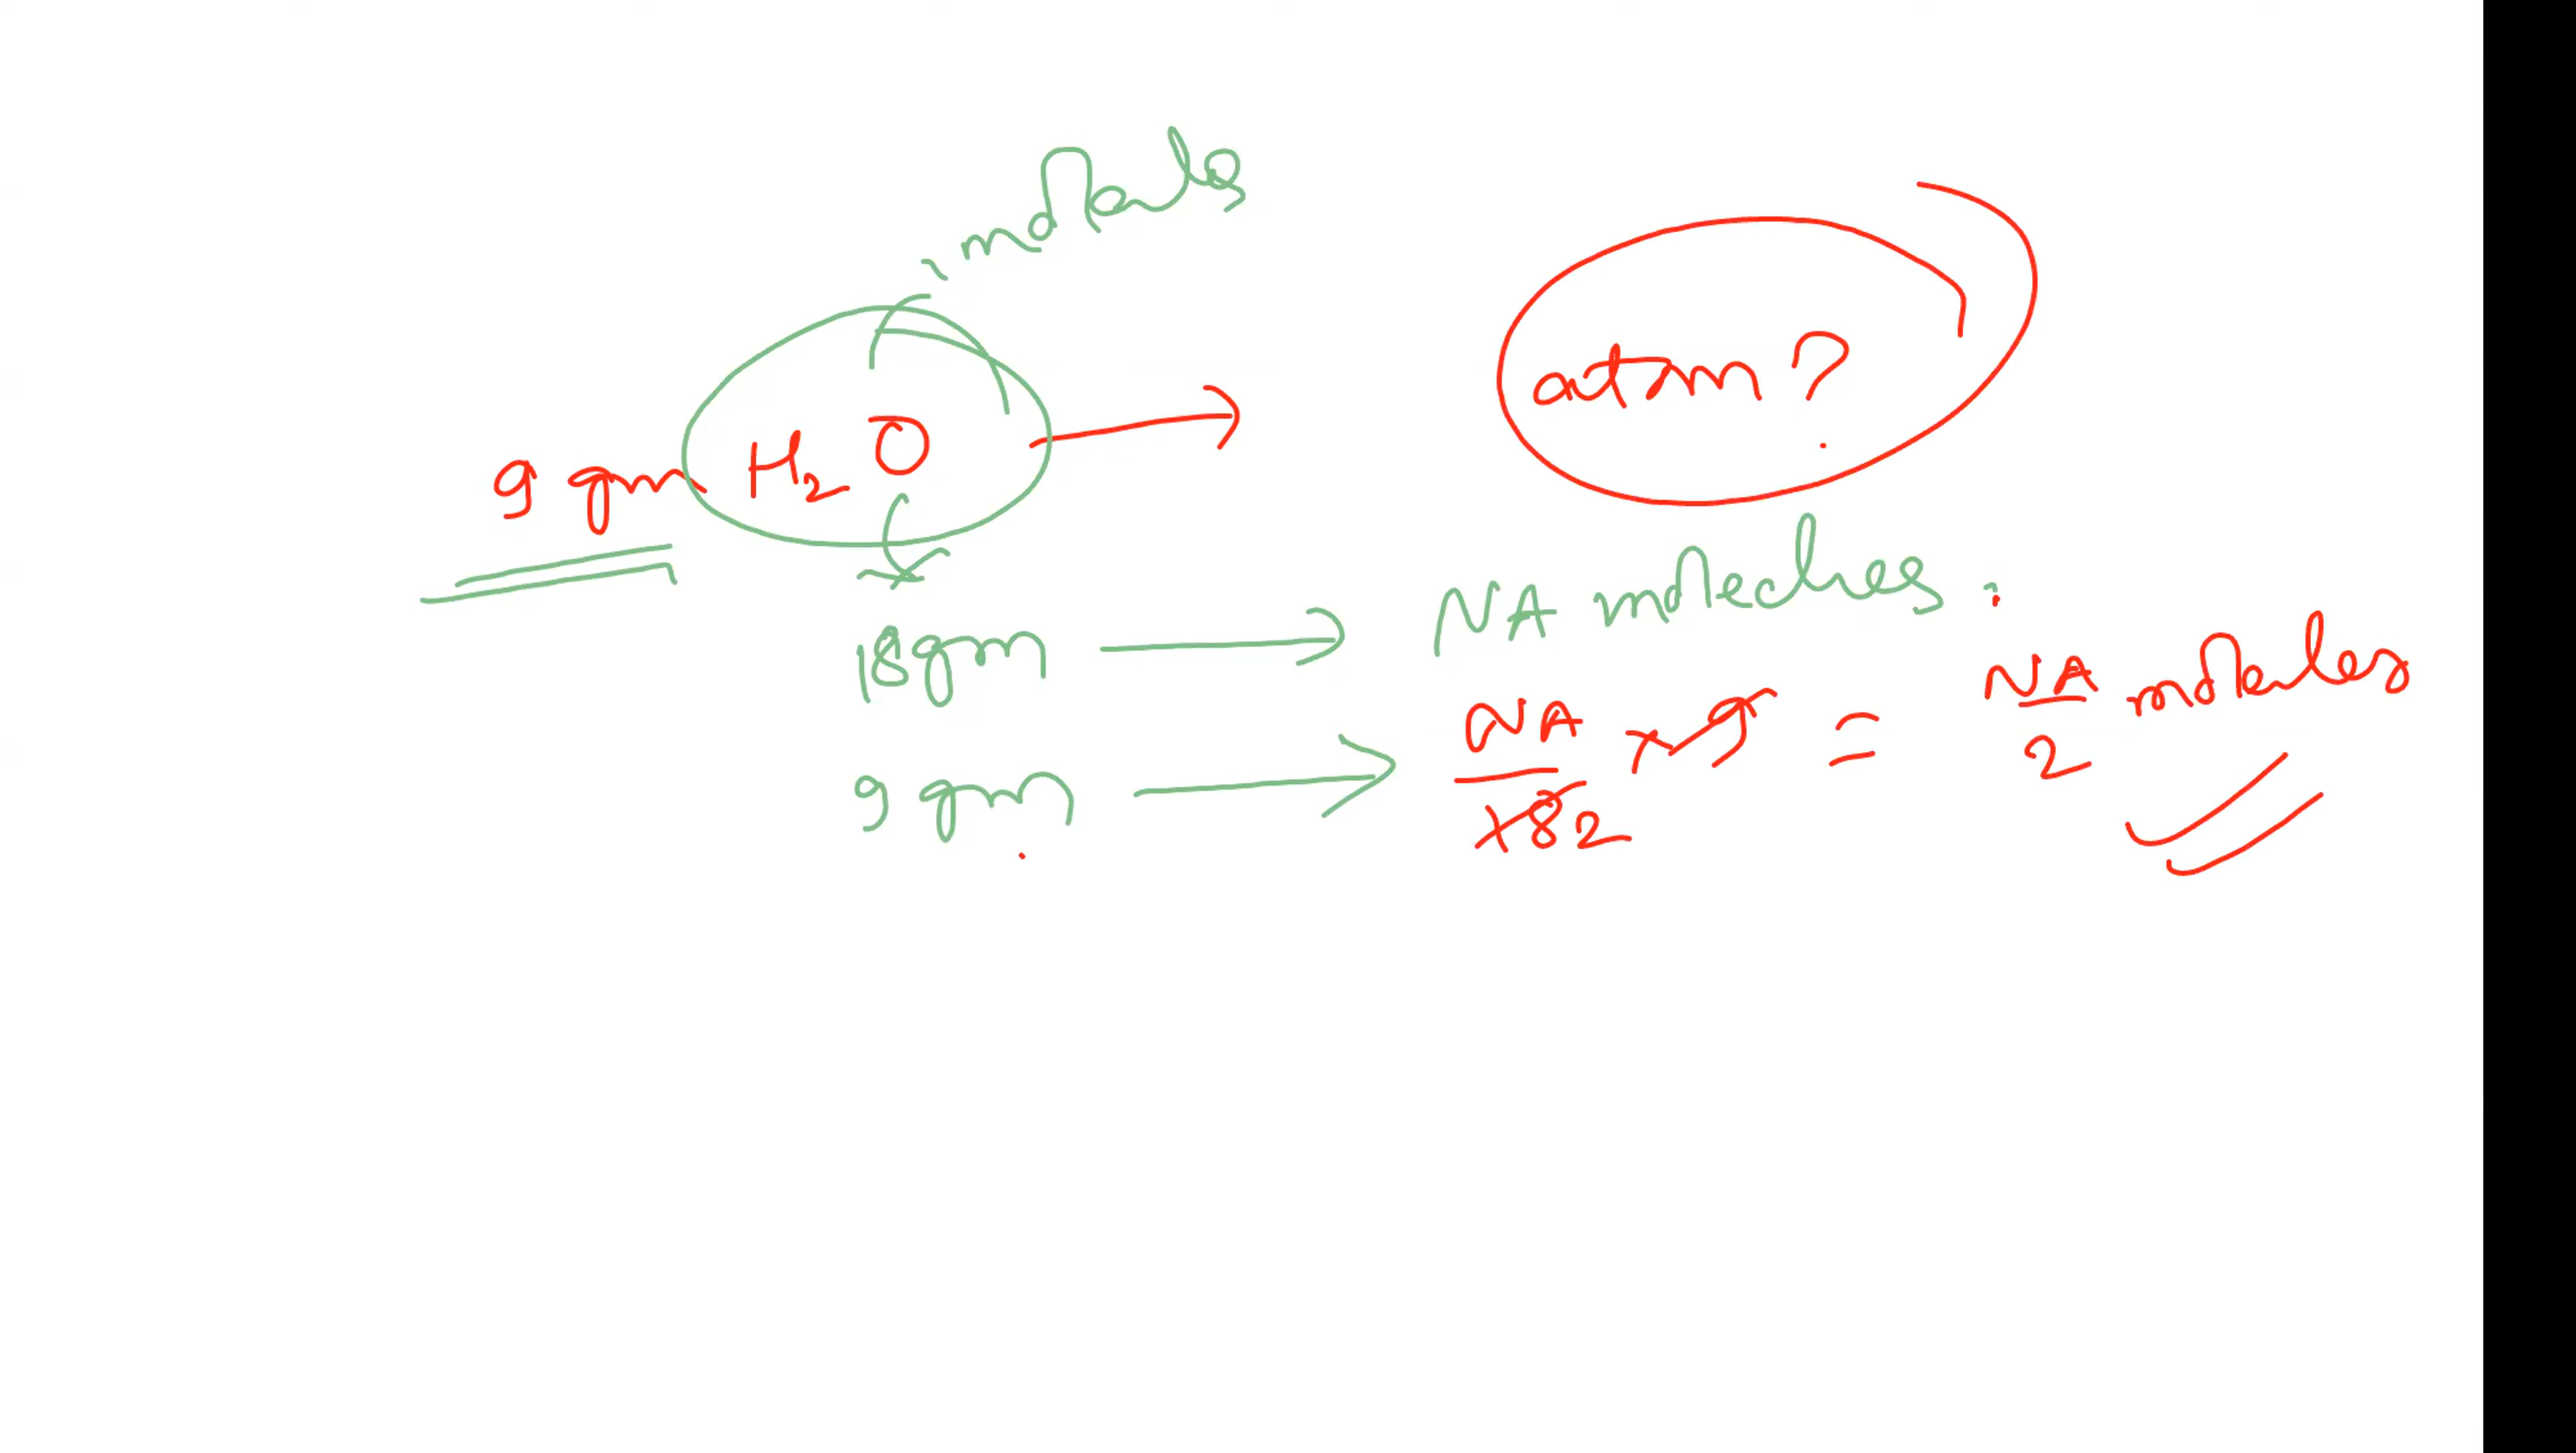 molecules
atom ?
9 gm H2O →
18gm → NA molecules.
9 gm → NA/18 2 × 9 = NA/2 molecules